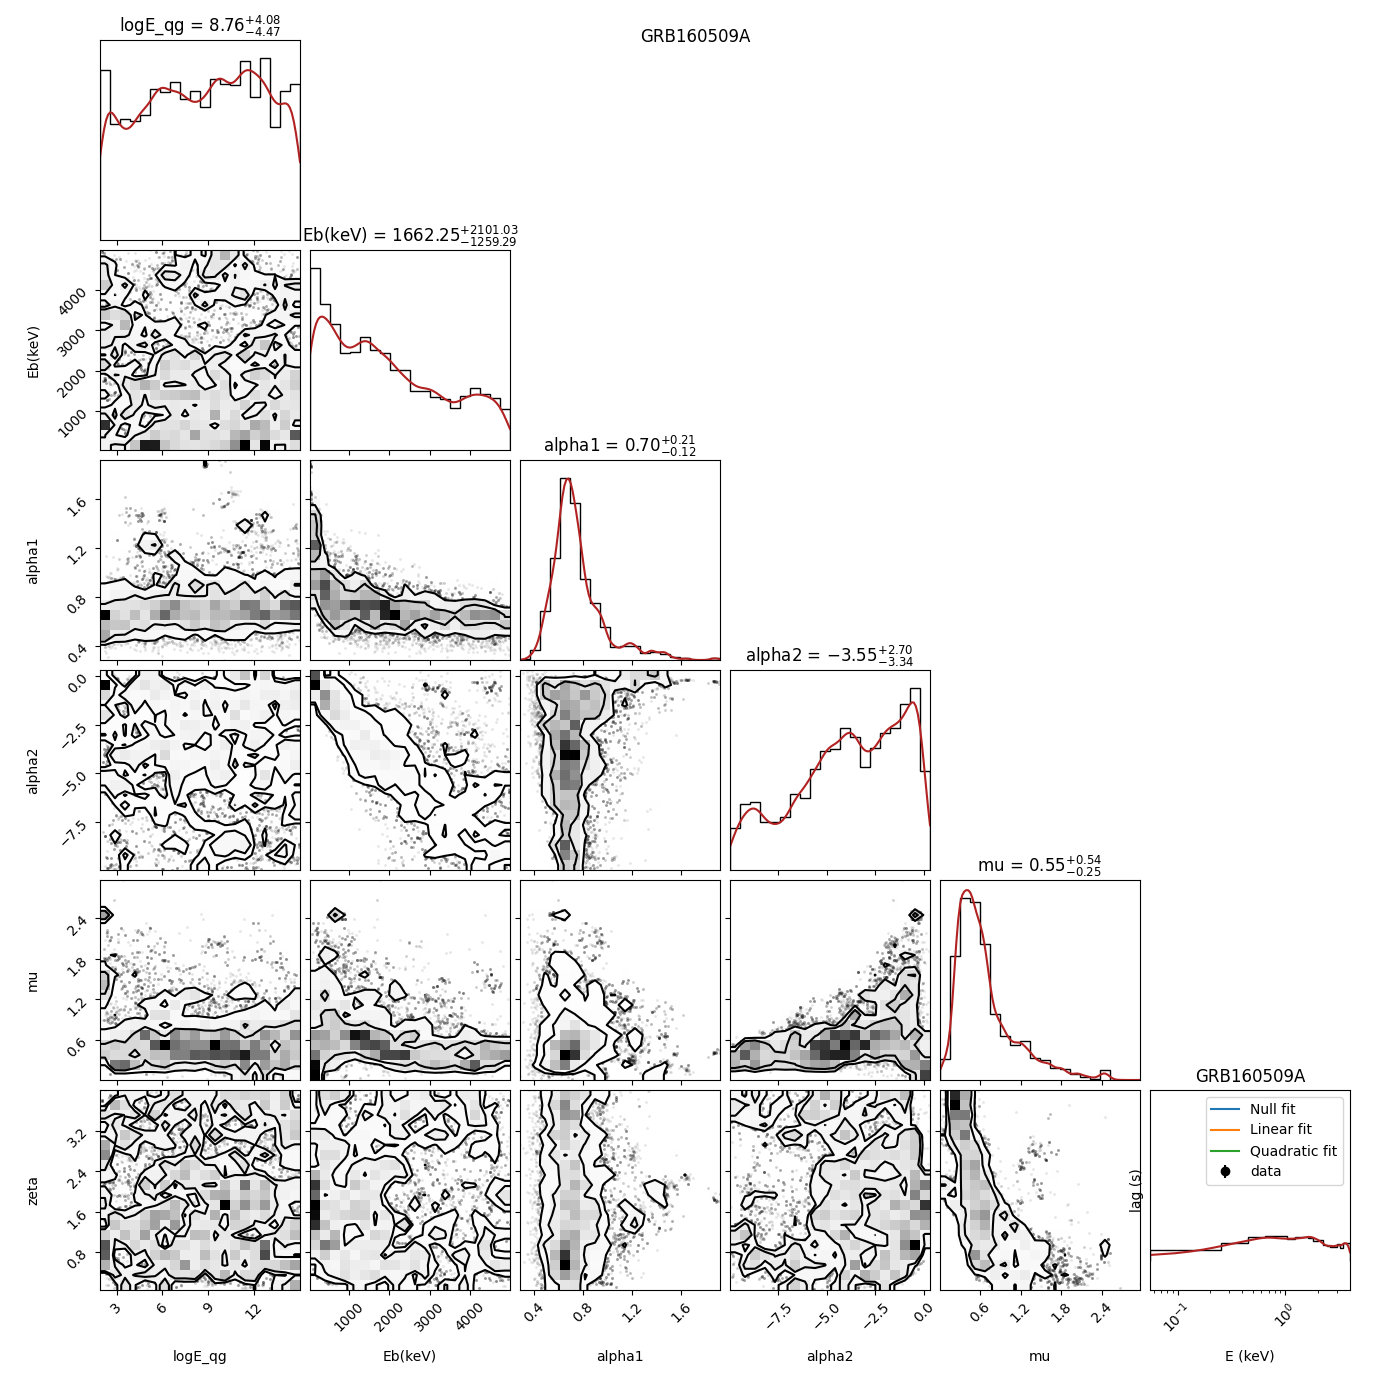 logE_qg = 8.76+4.08 −4.47
GRB160509A
Eb(keV) = 1662.25+2101.03 −1259.29
Eb(keV)
4000
3000
2000
1000
alpha1 = 0.70+0.21 −0.12
alpha1
1.6
1.2
0.8
0.4
alpha2 = −3.55+2.70 −3.34
alpha2
0.0
−2.5
−5.0
−7.5
mu = 0.55+0.54 −0.25
mu
2.4
1.8
1.2
0.6
GRB160509A
Null fit
Linear fit
Quadratic fit
data
lag (s)
zeta
3.2
2.4
1.6
0.8
3 6 9 12
1000 2000 3000 4000
0.4 0.8 1.2 1.6
−7.5 −5.0 −2.5 0.0
0.6 1.2 1.8 2.4
10−1 100
logE_qg Eb(keV) alpha1 alpha2 mu E (keV)